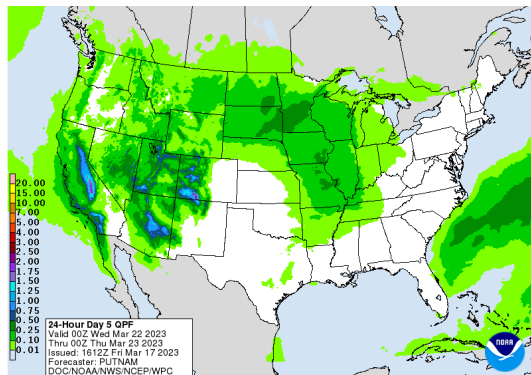 20.00
15.00
10.00
7.00
5.00
4.00
3.00
2.50
2.00
1.75
1.50
1.25
1.00
0.75
0.50
0.25
0.10
0.01
24-Hour Day 5 QPF
Valid 00Z Wed Mar 22 2023
Thru 00Z Thu Mar 23 2023
Issued: 1612Z Fri Mar 17 2023
Forecaster: PUTNAM
DOC/NOAA/NWS/NCEP/WPC
NOAA